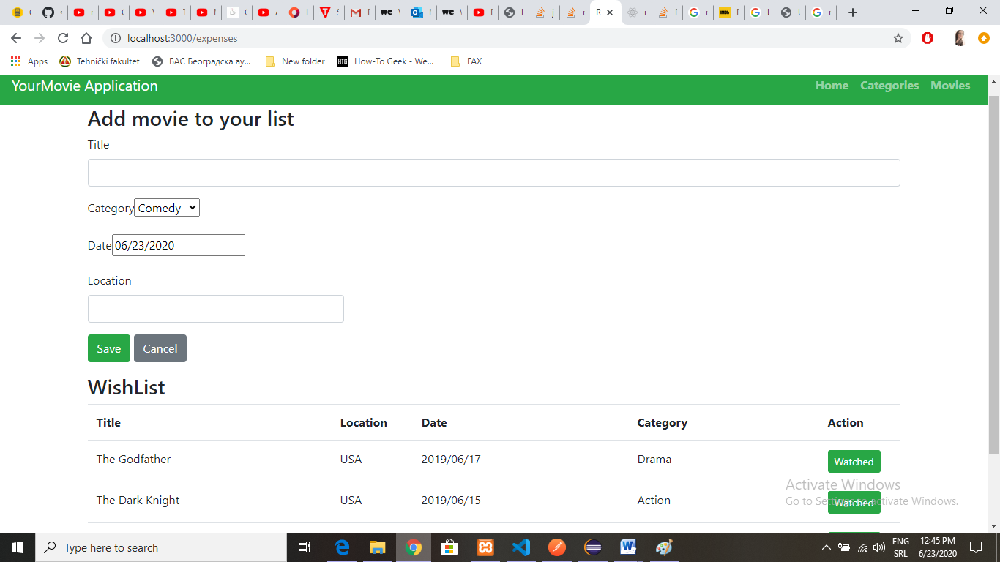 localhost:3000/expenses
Apps
Tehnički fakultet
БАС Београдска ау...
New folder
HTG
How-To Geek - We...
FAX
YourMovie Application
Home
Categories
Movies
Add movie to your list
Title
Category
Comedy
Date
06/23/2020
Location
Save
Cancel
WishList
Title Location Date Category Action
The Godfather USA 2019/06/17 Drama Watched
The Dark Knight USA 2019/06/15 Action Watched
Activate Windows
Go to Settings to activate Windows.
Type here to search
ENG
SRL
12:45 PM
6/23/2020